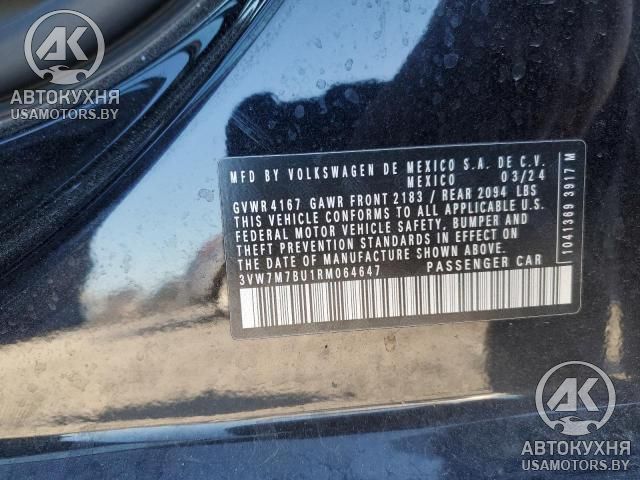 АК
АВТОКУХНЯ
USAMOTORS.BY
MFD BY VOLKSWAGEN DE MEXICO S.A. DE C.V.
MEXICO 03/24
GVWR 4167 GAWR FRONT 2183 / REAR 2094 LBS
THIS VEHICLE CONFORMS TO ALL APPLICABLE U.S.
FEDERAL MOTOR VEHICLE SAFETY, BUMPER AND
THEFT PREVENTION STANDARDS IN EFFECT ON
THE DATE OF MANUFACTURE SHOWN ABOVE.
3VW7M7BU1RM064647 PASSENGER CAR
1041369 3917 M
АК
АВТОКУХНЯ
USAMOTORS.BY